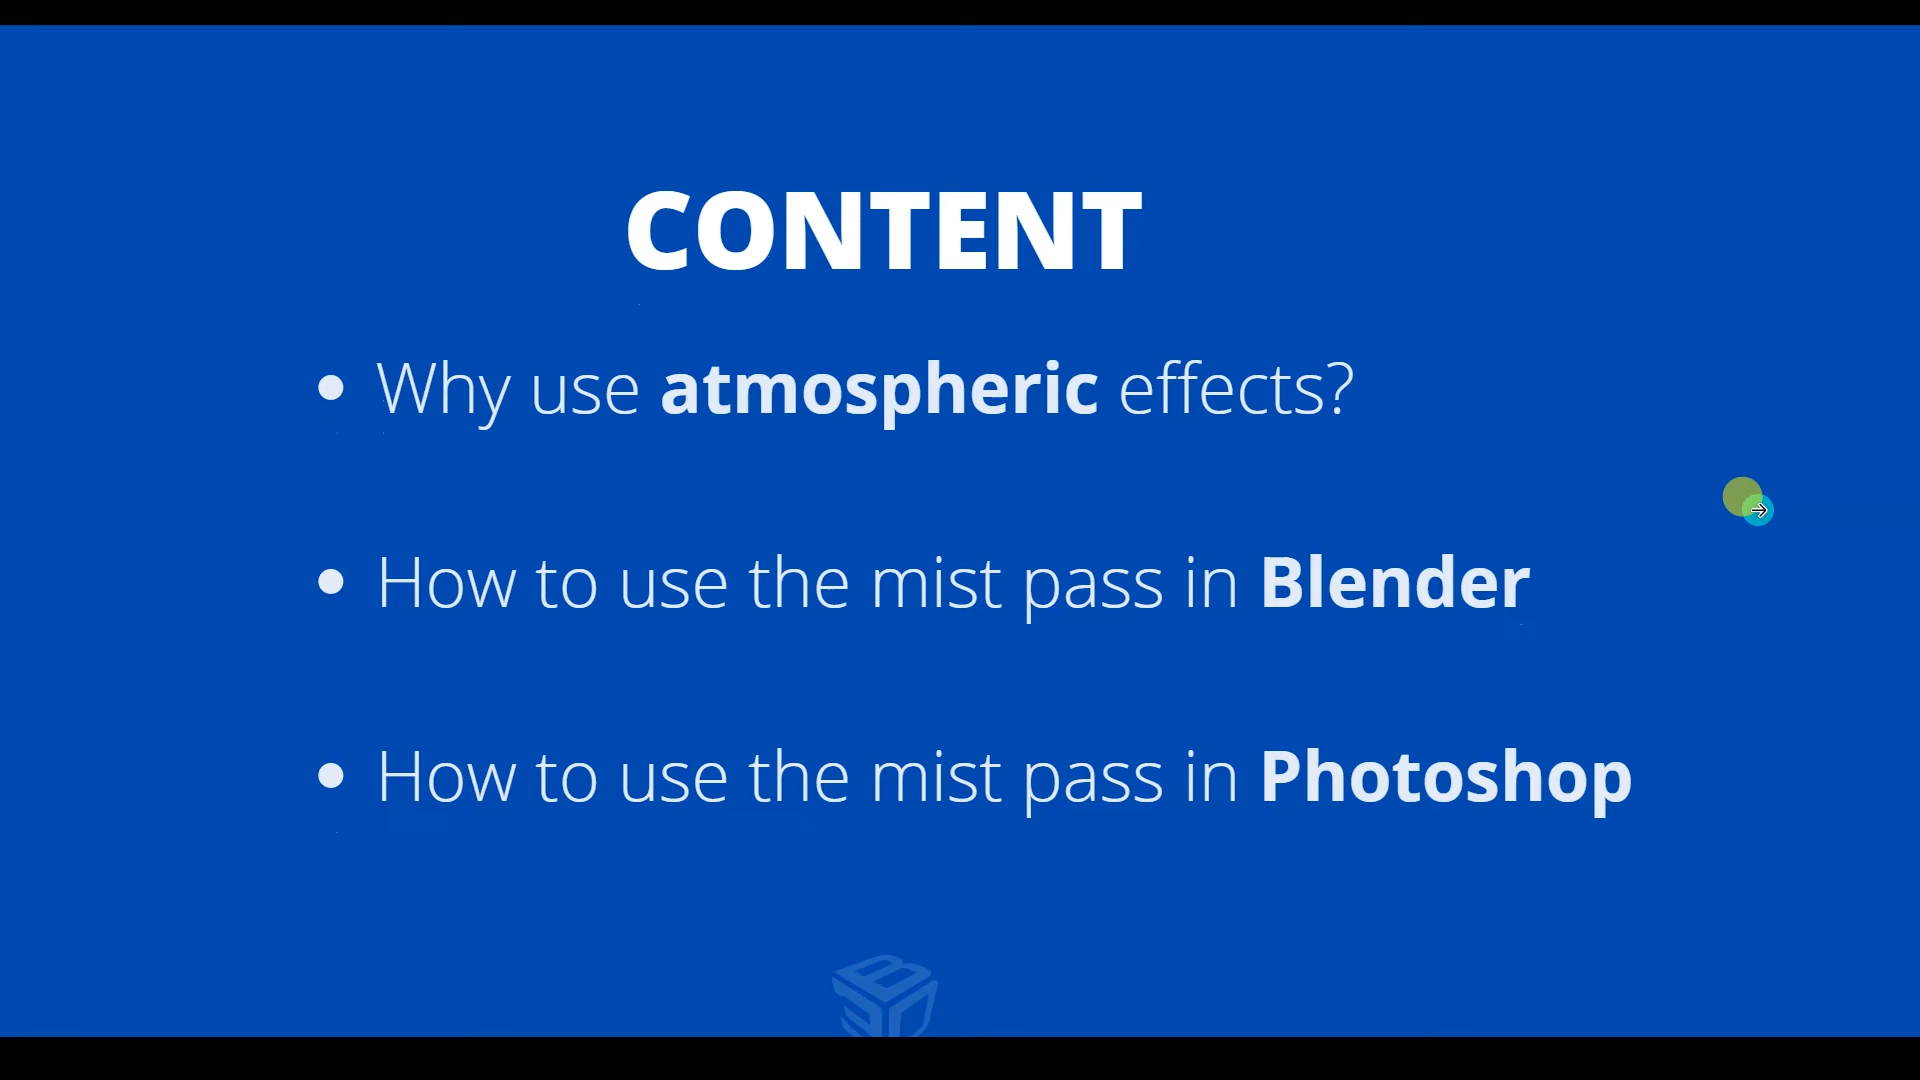 CONTENT
• Why use atmospheric effects?
• How to use the mist pass in Blender
• How to use the mist pass in Photoshop